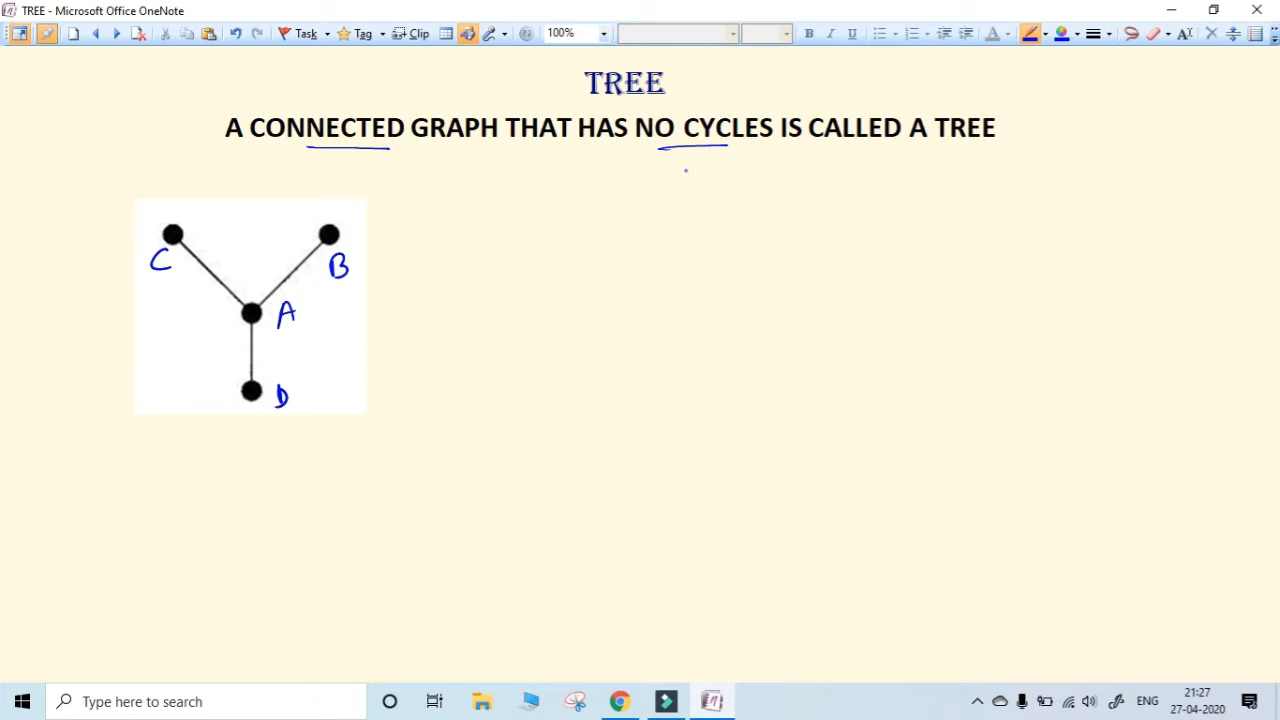 TREE - Microsoft Office OneNote
Task Tag Clip 100% B I U
TREE
A CONNECTED GRAPH THAT HAS NO CYCLES IS CALLED A TREE
C
B
A
D
Type here to search
ENG
21:27
27-04-2020